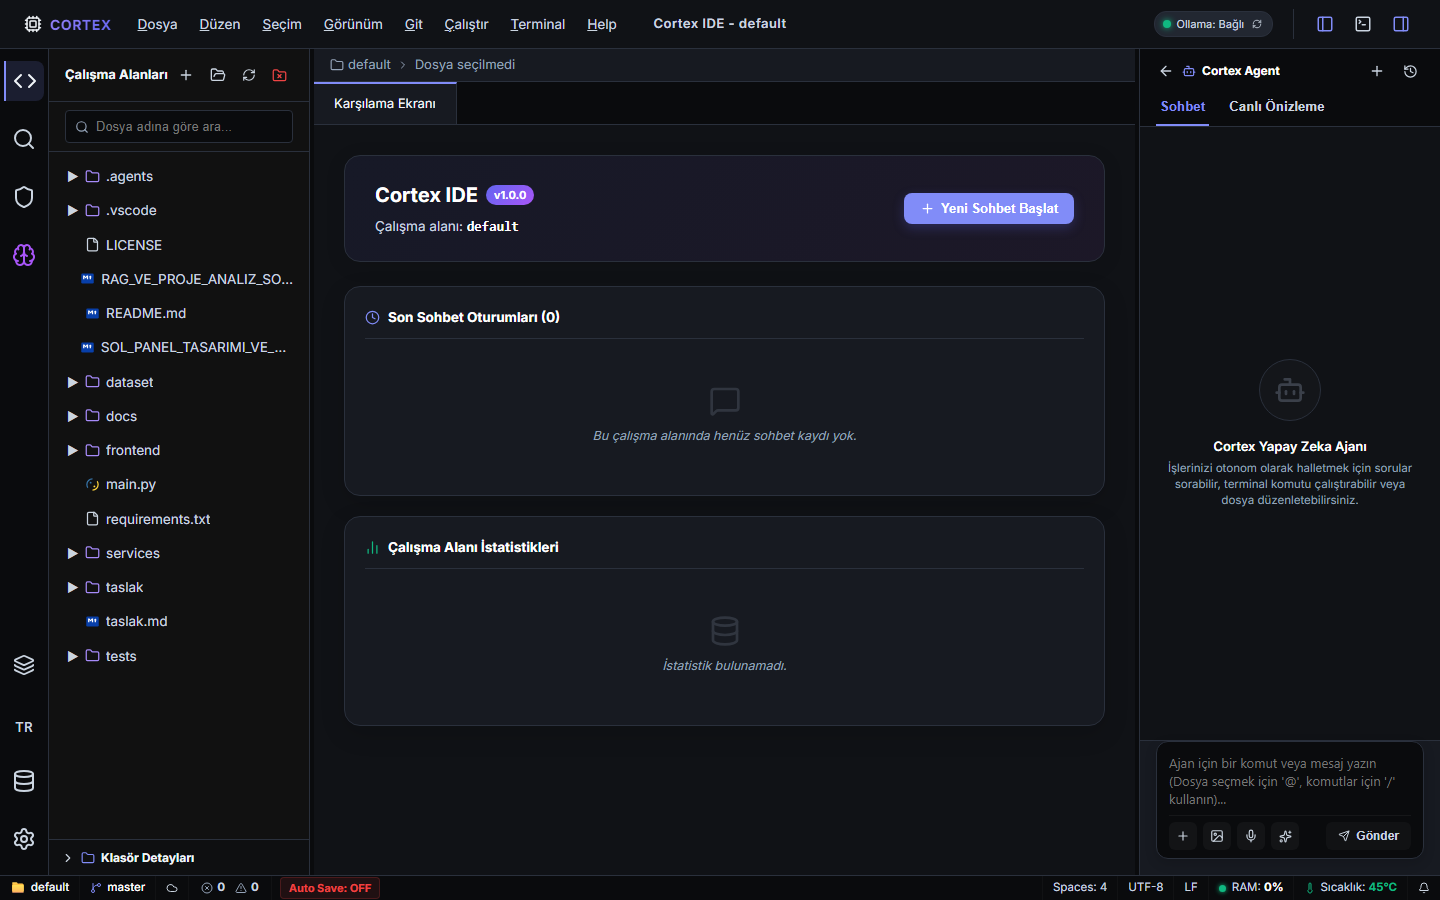 CORTEX
Dosya Düzen Seçim Görünüm Git Çalıştır Terminal Help
Cortex IDE - default
Ollama: Bağlı
Çalışma Alanları
Dosya adına göre ara...
.agents
.vscode
LICENSE
RAG_VE_PROJE_ANALIZ_SO...
README.md
SOL_PANEL_TASARIMI_VE_...
dataset
docs
frontend
main.py
requirements.txt
services
taslak
taslak.md
tests
Klasör Detayları
TR
default > Dosya seçilmedi
Karşılama Ekranı
Cortex IDE v1.0.0
Çalışma alanı: default
+ Yeni Sohbet Başlat
Son Sohbet Oturumları (0)
Bu çalışma alanında henüz sohbet kaydı yok.
Çalışma Alanı İstatistikleri
İstatistik bulunamadı.
Cortex Agent
Sohbet Canlı Önizleme
Cortex Yapay Zeka Ajanı
İşlerinizi otonom olarak halletmek için sorular
sorabilir, terminal komutu çalıştırabilir veya
dosya düzenletebilirsiniz.
Ajan için bir komut veya mesaj yazın
(Dosya seçmek için '@', komutlar için '/'
kullanın)...
Gönder
default master 0 0 Auto Save: OFF
Spaces: 4 UTF-8 LF RAM: 0% Sıcaklık: 45°C